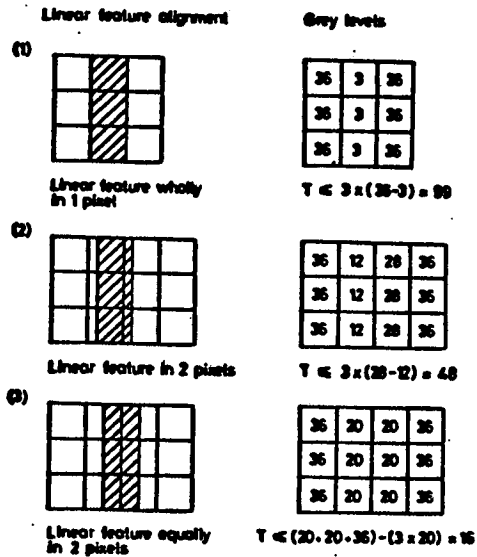 Linear feature alignment
Grey levels
(1)
36 3 36
36 3 36
36 3 36
Linear feature wholly
in 1 pixel
T ≤ 3 x (36-3) = 99
(2)
36 12 28 36
36 12 28 36
36 12 28 36
Linear feature in 2 pixels
T ≤ 3 x (28-12) = 48
(3)
36 20 20 36
36 20 20 36
36 20 20 36
Linear feature equally
in 2 pixels
T ≤ (20+20+36)-(3 x 20) = 16